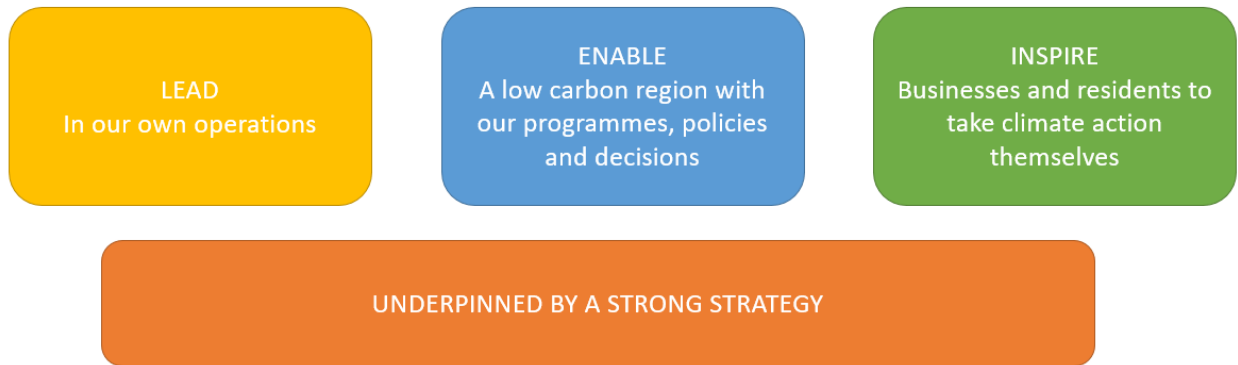 LEAD
In our own operations
ENABLE
A low carbon region with
our programmes, policies
and decisions
INSPIRE
Businesses and residents to
take climate action
themselves
UNDERPINNED BY A STRONG STRATEGY